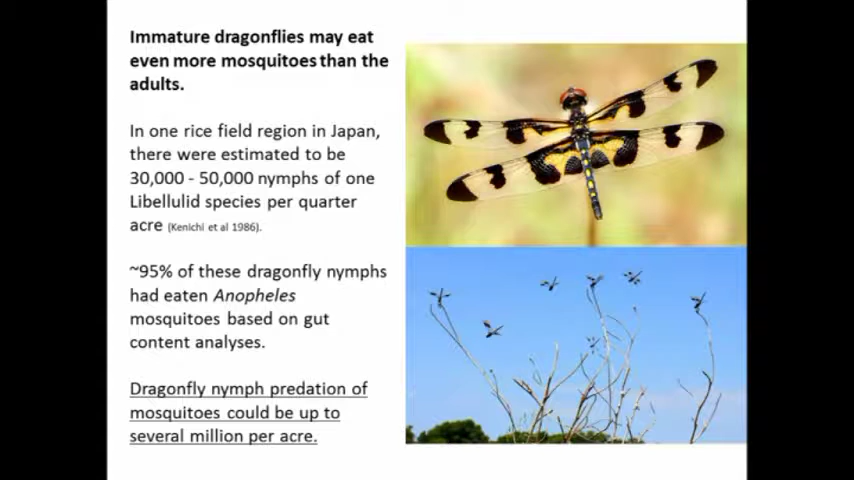 Immature dragonflies may eat
even more mosquitoes than the
adults.
In one rice field region in Japan,
there were estimated to be
30,000 - 50,000 nymphs of one
Libellulid species per quarter
acre (Kenichi et al 1986).
~95% of these dragonfly nymphs
had eaten Anopheles
mosquitoes based on gut
content analyses.
Dragonfly nymph predation of
mosquitoes could be up to
several million per acre.